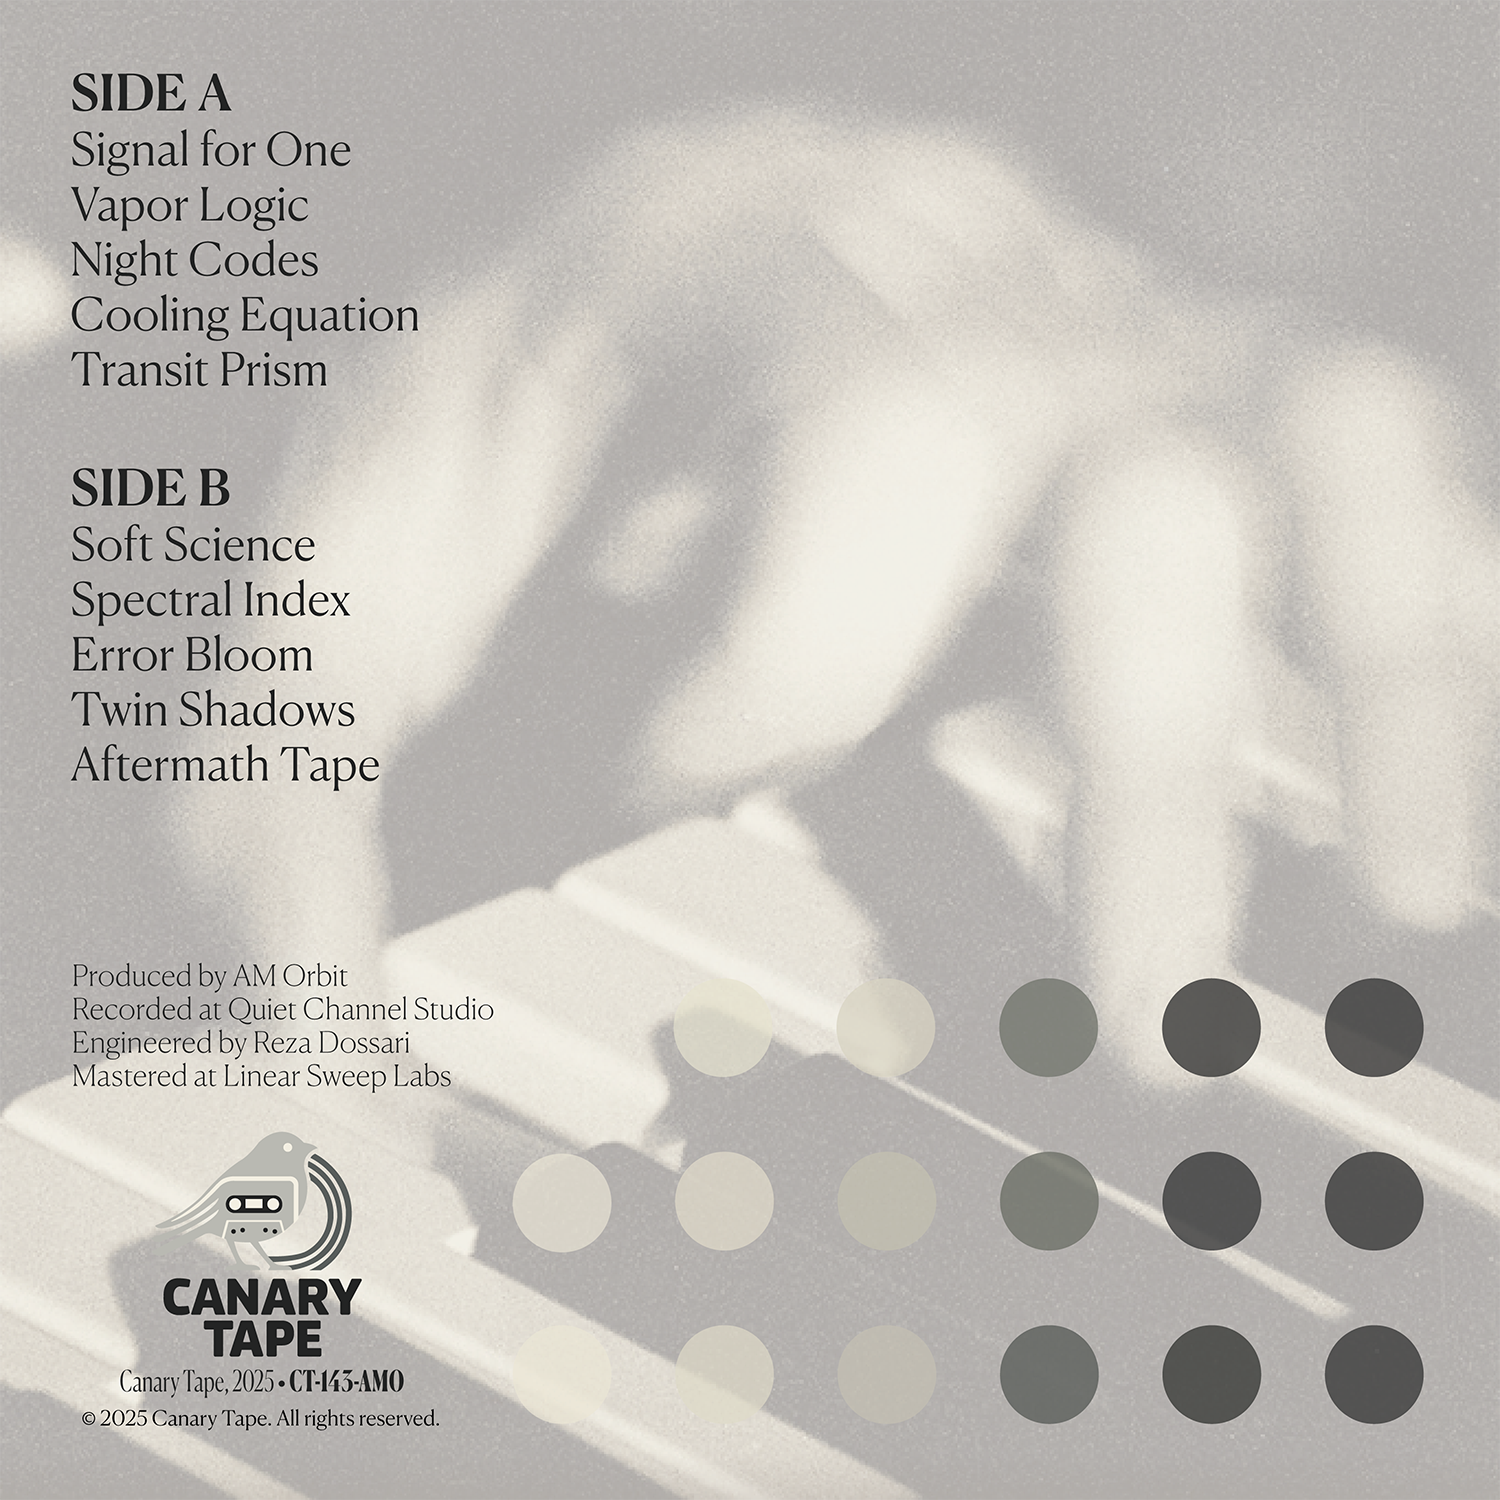 SIDE A
Signal for One
Vapor Logic
Night Codes
Cooling Equation
Transit Prism
SIDE B
Soft Science
Spectral Index
Error Bloom
Twin Shadows
Aftermath Tape
Produced by AM Orbit
Recorded at Quiet Channel Studio
Engineered by Reza Dossari
Mastered at Linear Sweep Labs
CANARY
TAPE
Canary Tape, 2025 • CT-143-AMO
© 2025 Canary Tape. All rights reserved.